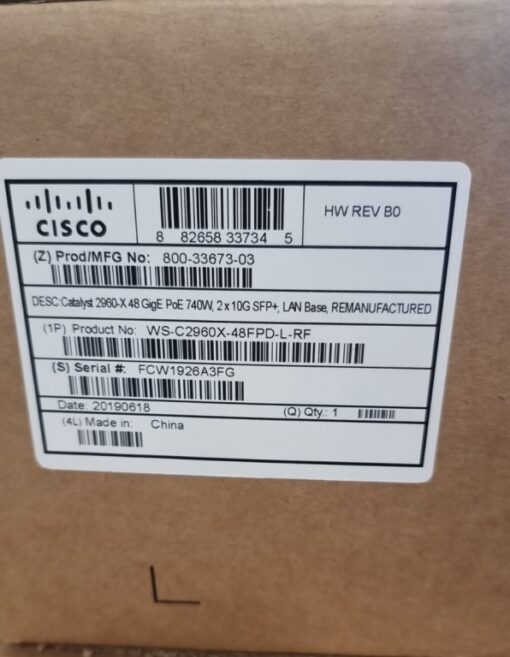 CISCO
8 82658 33734 5
HW REV B0
(Z) Prod/MFG No: 800-33673-03
DESC:Catalyst 2960-X 48 GigE PoE 740W, 2 x 10G SFP+, LAN Base, REMANUFACTURED
(1P) Product No: WS-C2960X-48FPD-L-RF
(S) Serial #: FCW1926A3FG
Date: 20190618
(Q) Qty.: 1
(4L) Made in: China